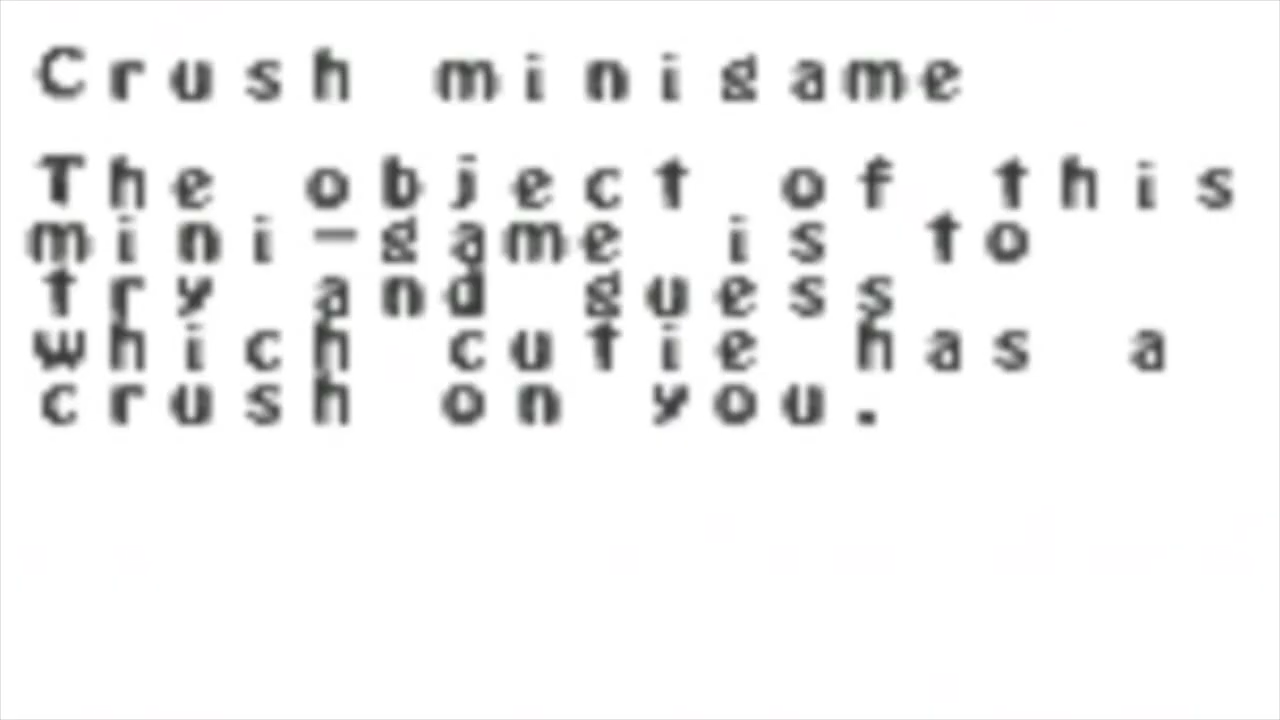 Crush minigame
The object of this
mini-game is to
try and guess
which cutie has a
crush on you.